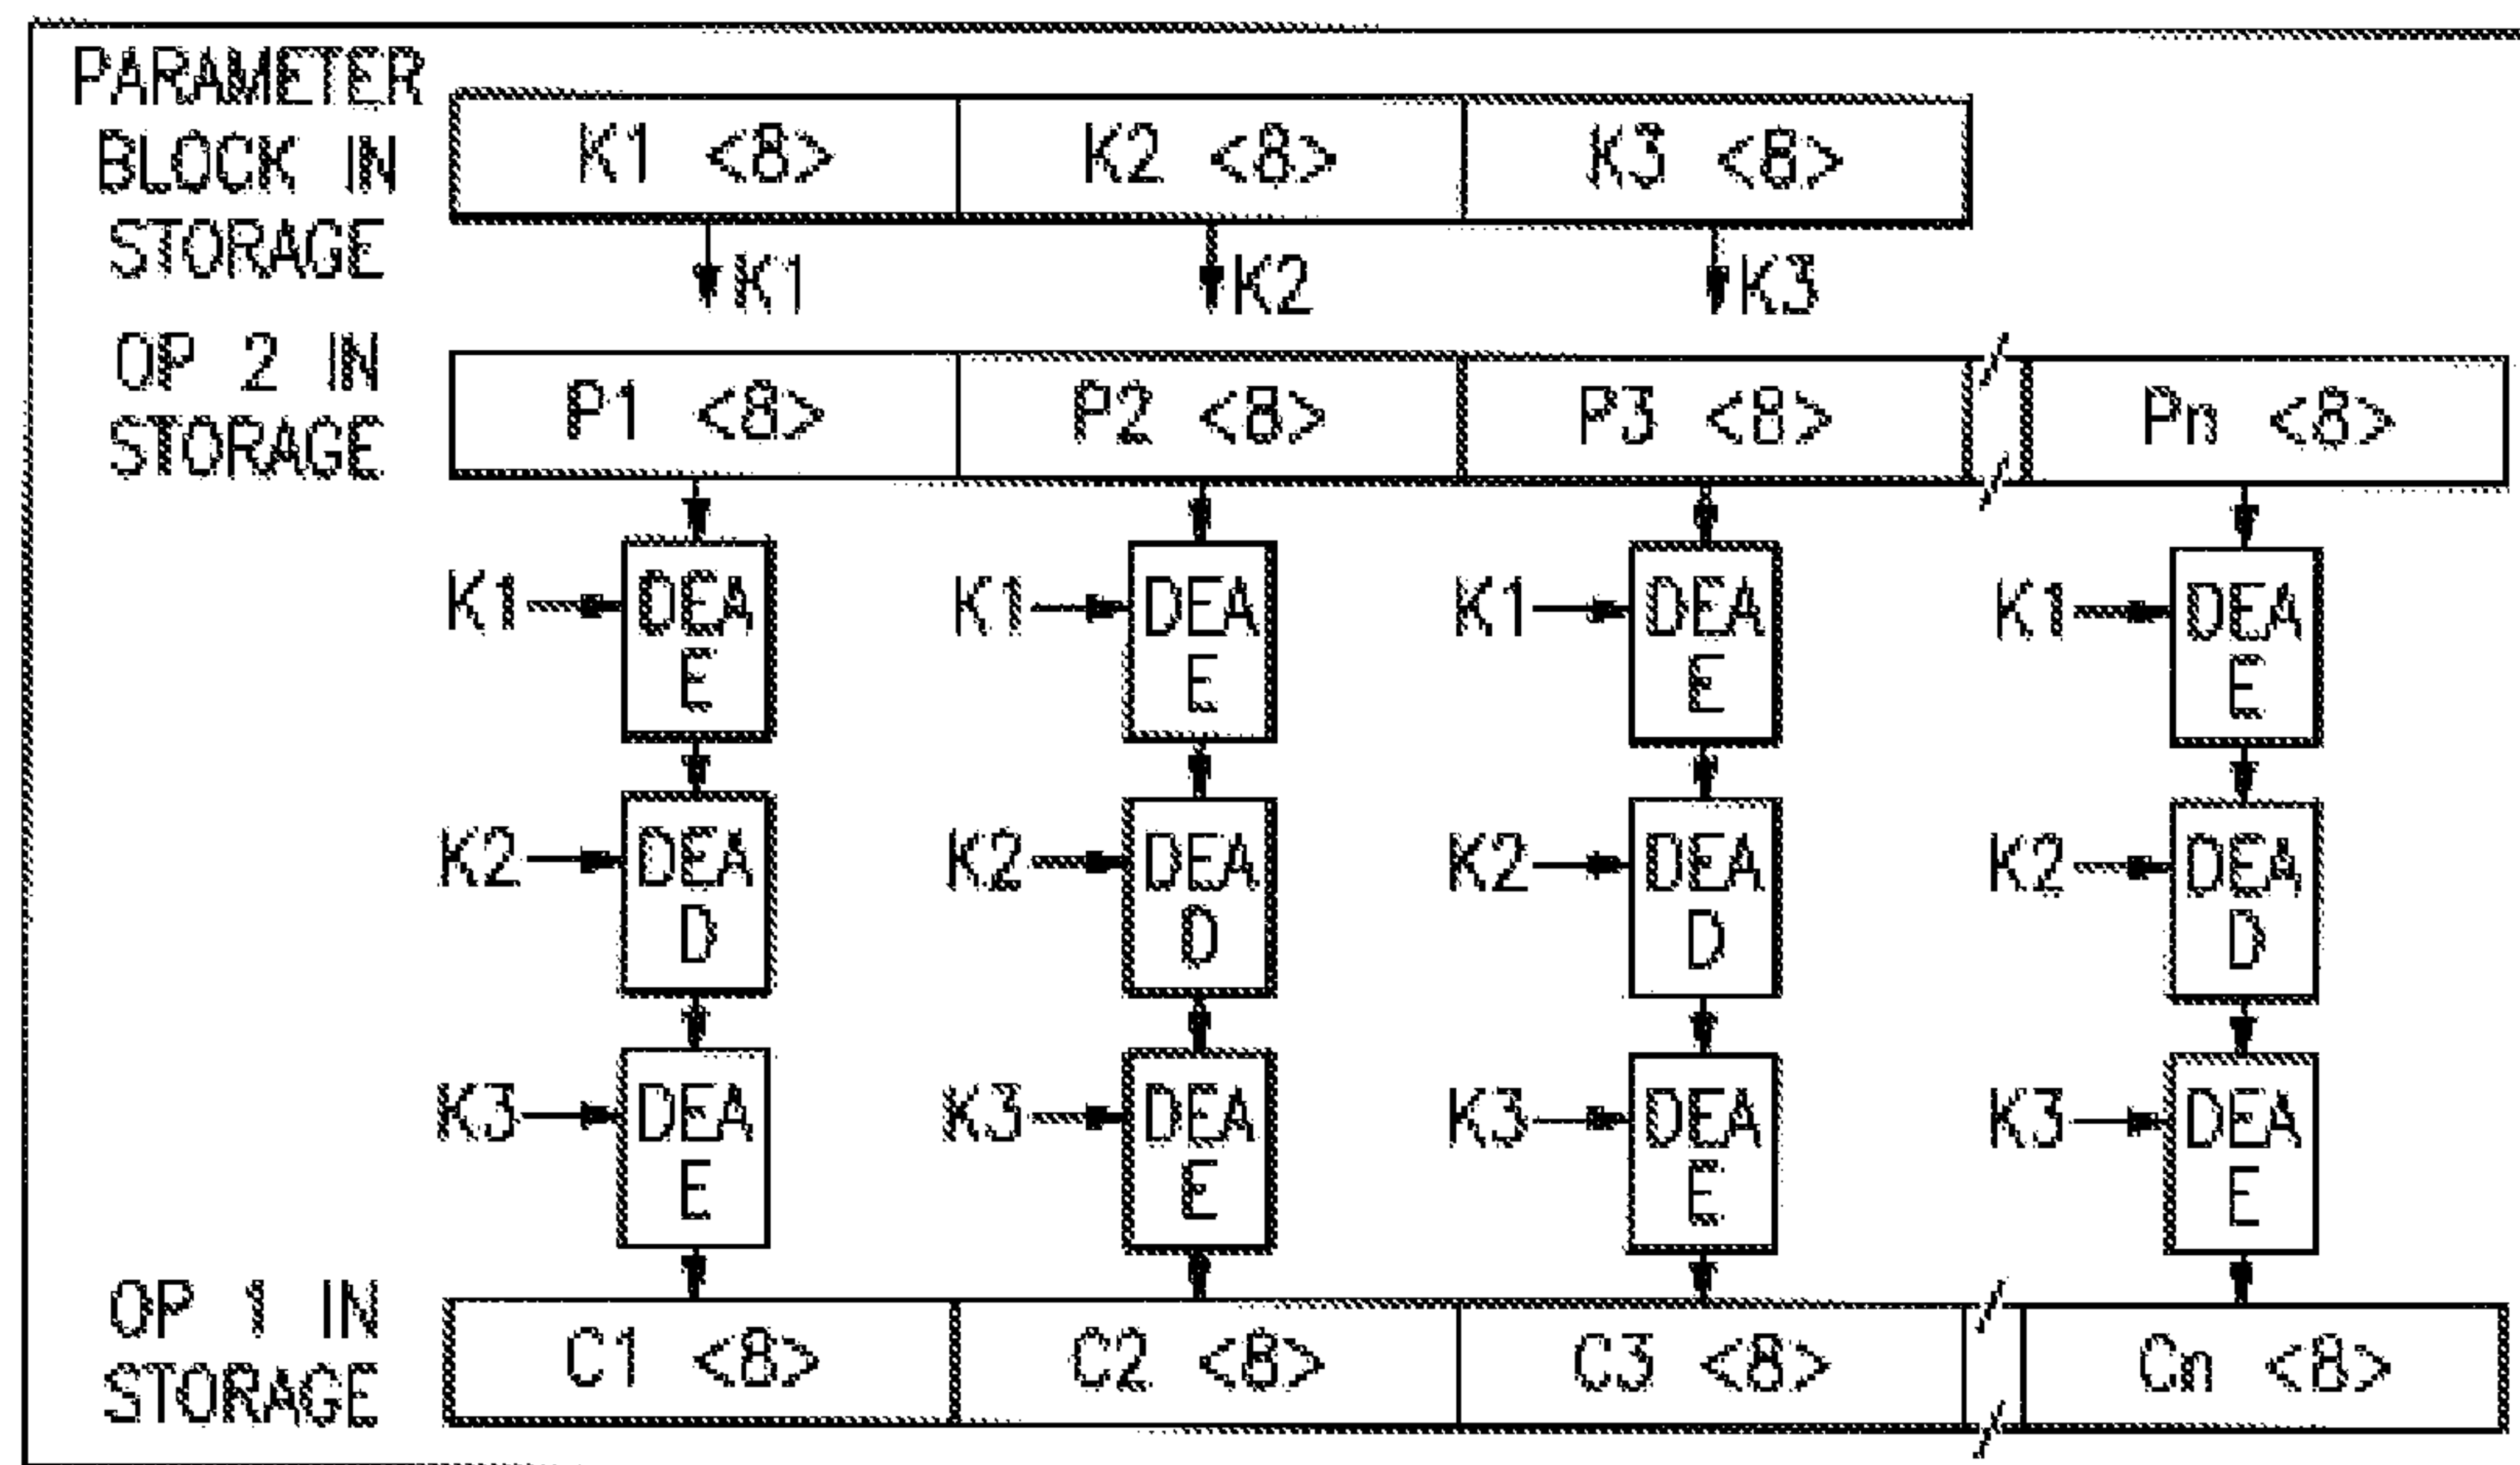 PARAMETER
BLOCK IN
STORAGE
K1 <8> K2 <8> K3 <8>
K1 K2 K3
OP 2 IN
STORAGE
P1 <8> P2 <8> P3 <8> Pn <8>
K1 DEA K1 DEA K1 DEA K1 DEA
E E E E
K2 DEA K2 DEA K2 DEA K2 DEA
D D D D
K3 DEA K3 DEA K3 DEA K3 DEA
E E E E
OP 1 IN
STORAGE
C1 <8> C2 <8> C3 <8> Cn <8>